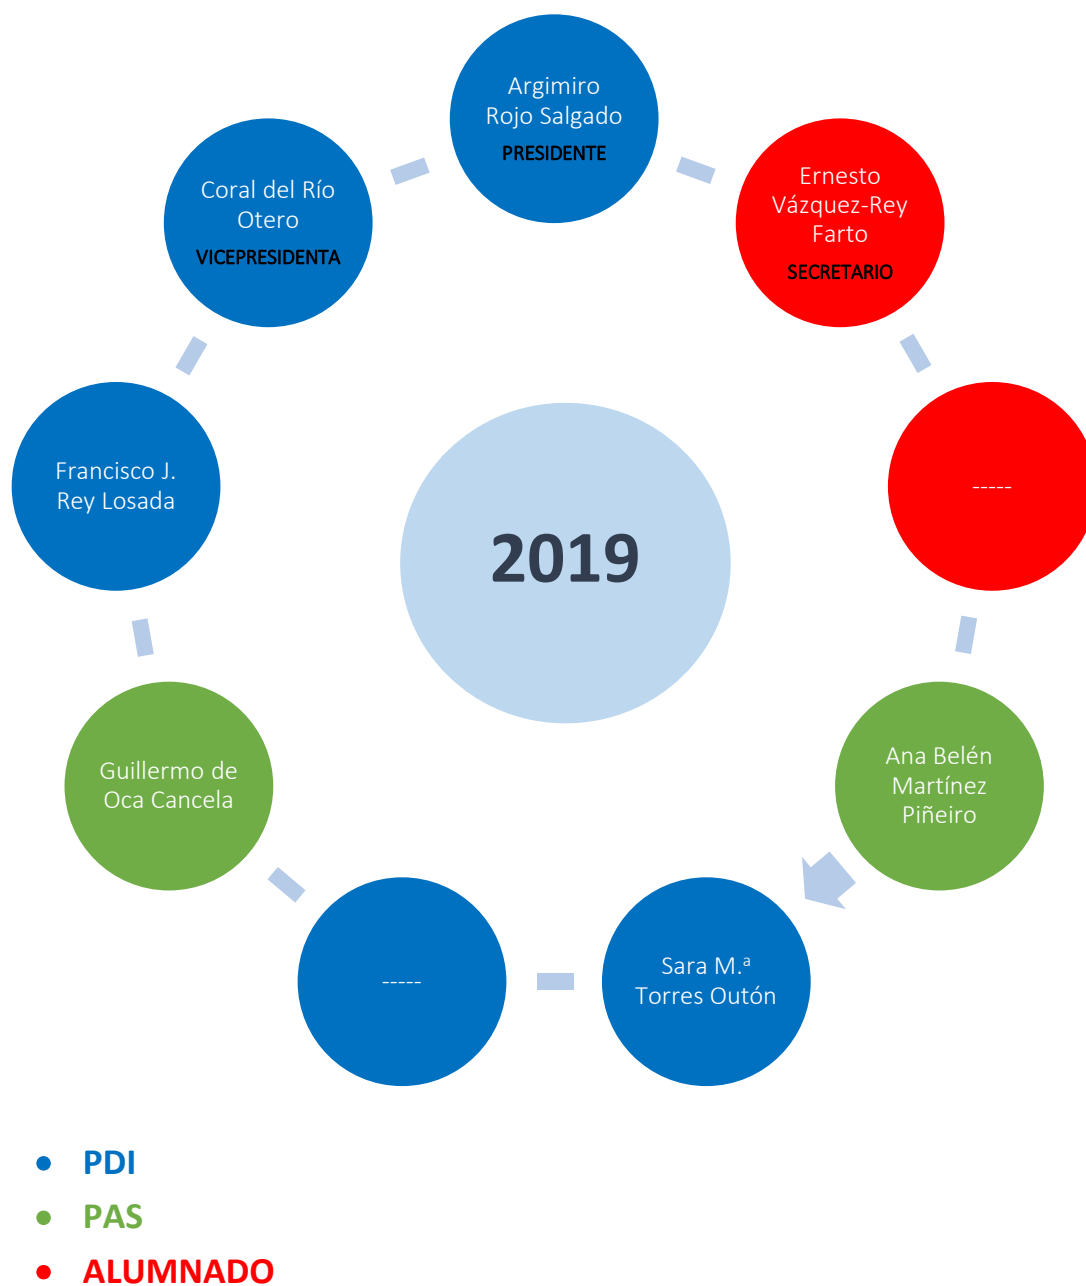 Argimiro
Rojo Salgado
PRESIDENTE
Ernesto
Vázquez-Rey
Farto
SECRETARIO
-----
Ana Belén
Martínez
Piñeiro
Sara M.ª
Torres Outón
-----
Guillermo de
Oca Cancela
Francisco J.
Rey Losada
Coral del Río
Otero
VICEPRESIDENTA
2019
• PDI
• PAS
• ALUMNADO